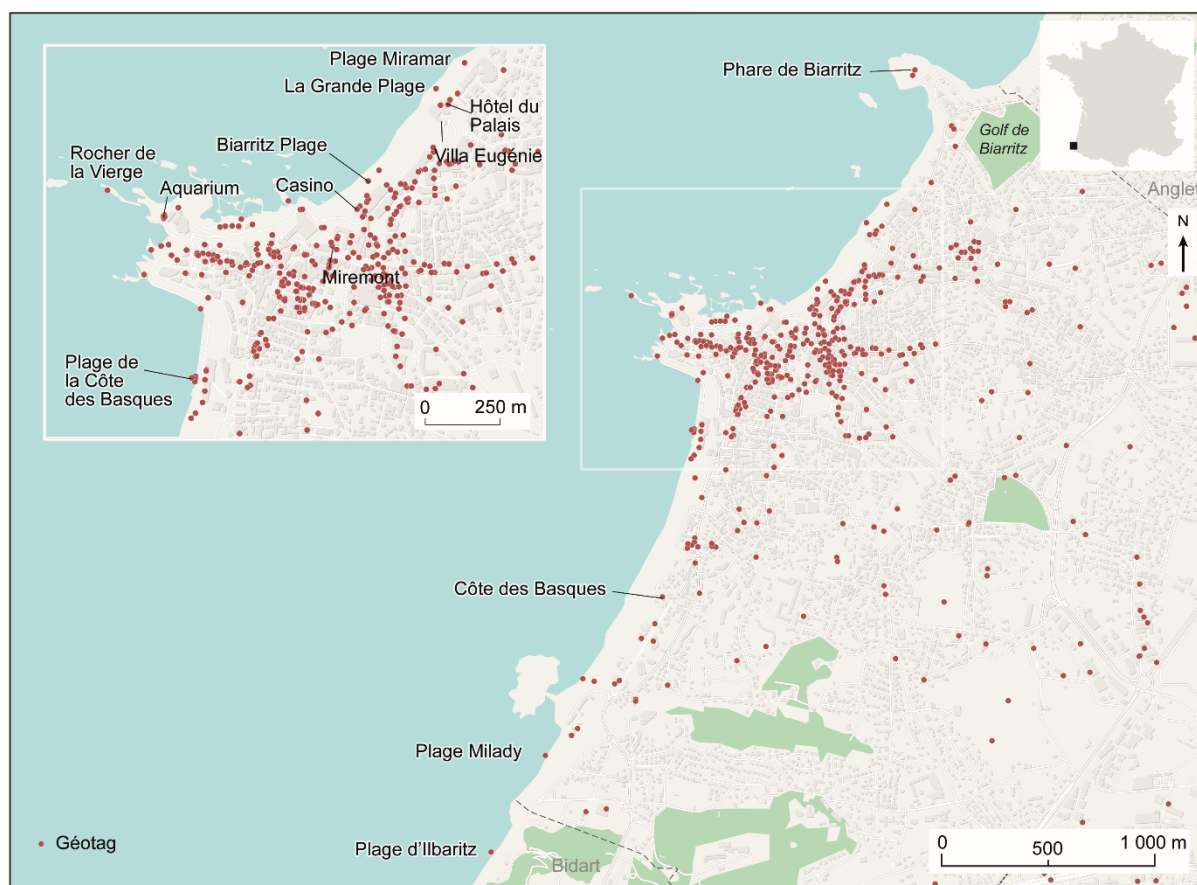 Plage Miramar
La Grande Plage
Hôtel du
Palais
Villa Eugénie
Biarritz Plage
Rocher de
la Vierge
Aquarium
Casino
Miremont
Plage de
la Côte
des Basques
0 250 m
Phare de Biarritz
Golf de
Biarritz
Anglet
N
Côte des Basques
Plage Milady
Plage d'Ilbaritz
Bidart
Géotag
0 500 1 000 m